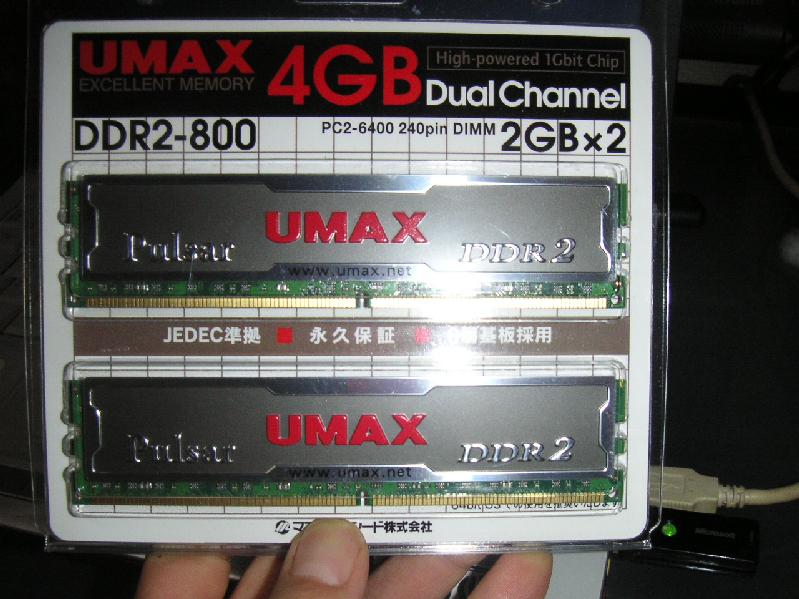 UMAX
EXCELLENT MEMORY
4GB
High-powered 1Gbit Chip
Dual Channel
DDR2-800
PC2-6400 240pin DIMM 2GB×2
Pulsar
UMAX
DDR2
www.umax.net
JEDEC準拠 ■ 永久保証 ■ 基板採用
Pulsar
UMAX
DDR2
www.umax.net
株式会社
Microsoft